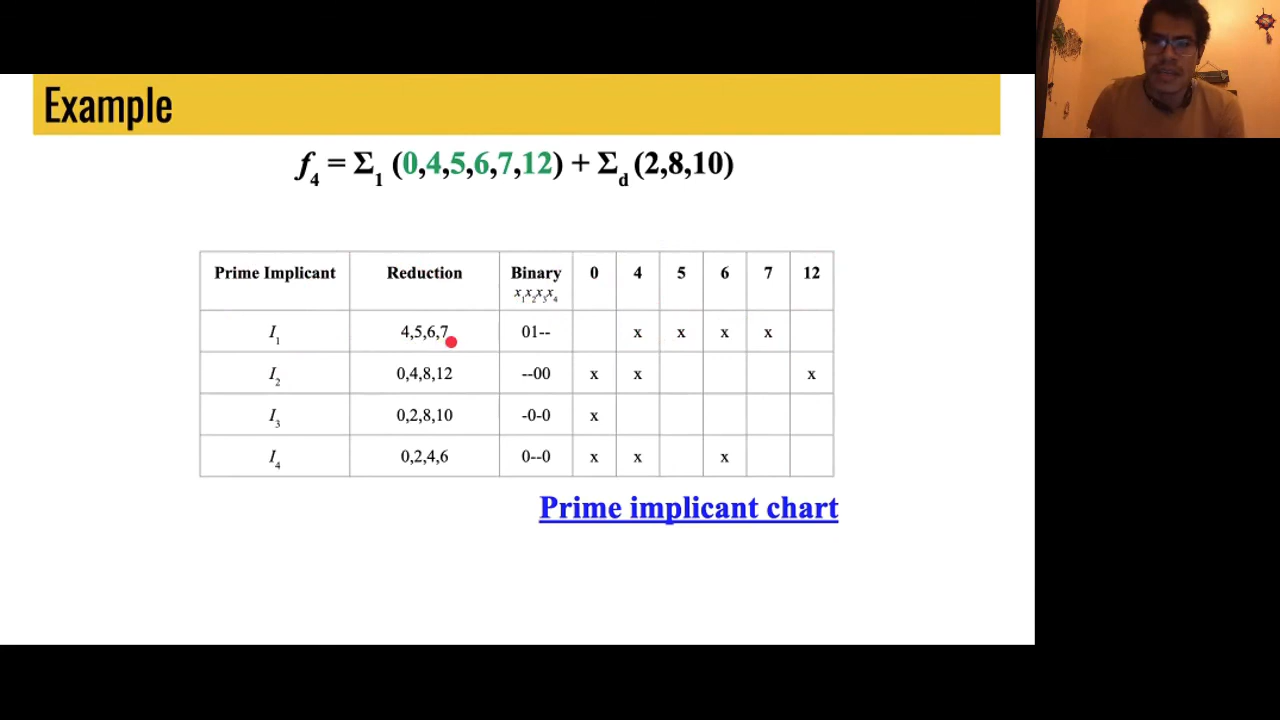 Example
f4 = Σ1 (0,4,5,6,7,12) + Σd (2,8,10)
Prime Implicant Reduction Binary 0 4 5 6 7 12
x1x2x3x4
I1 4,5,6,7 01-- x x x x
I2 0,4,8,12 --00 x x x
I3 0,2,8,10 -0-0 x
I4 0,2,4,6 0--0 x x x
Prime implicant chart